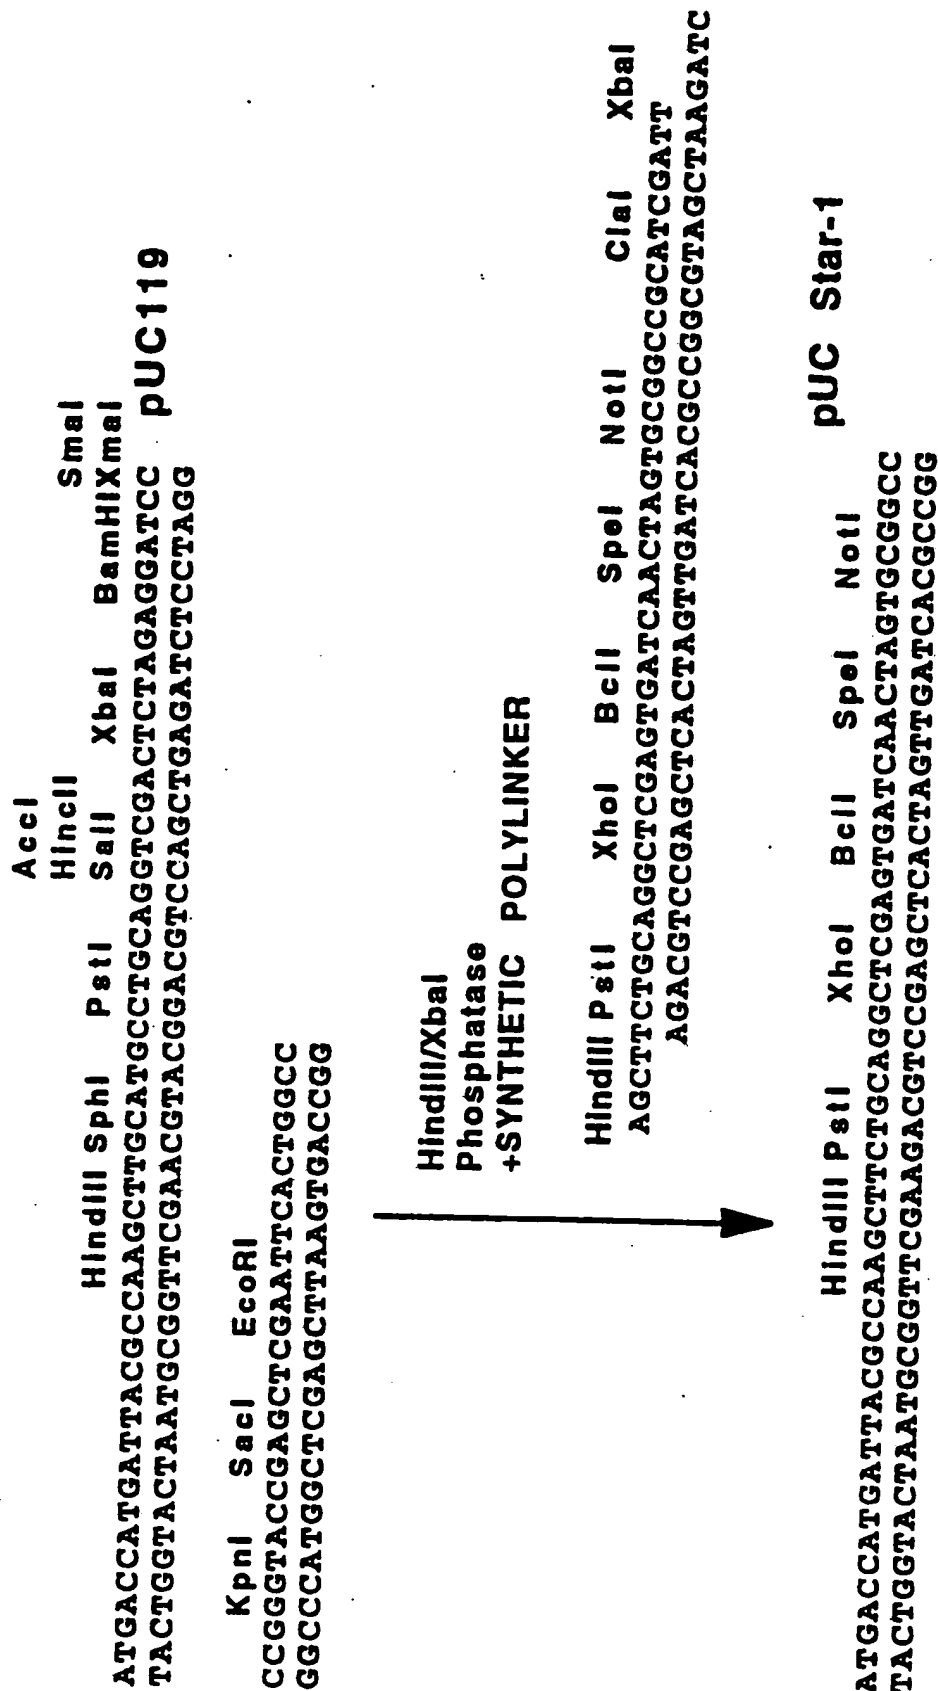 AccI
HincII
SmaI
HindIII SphI PstI SalI XbaI BamHIXmaI
ATGACCATGATTACGCCAAGCTTGCATGCCTGCAGGTCGACTCTAGAGGATCC pUC119
TACTGGTACTAATGCGGTTCGAACGTACGGACGTCCAGCTGAGATCTCCTAGG
KpnI SacI EcoRI
CCGGGTACCGAGCTCGAATTCACTGGCC
GGCCCATGGCTCGAGCTTAAGTGACCGG
HindIII/XbaI
Phosphatase
+SYNTHETIC POLYLINKER
HindIII PstI XhoI BclI SpeI NotI ClaI XbaI
AGCTTCTGCAGGCTCGAGTGATCAACTAGTGCGGCCGCATCGATT
AGACGTCCGAGCTCACTAGTTGATCACGCCGGCGTAGCTAAGATC
pUC Star-1
HindIII PstI XhoI BclI SpeI NotI
ATGACCATGATTACGCCAAGCTTCTGCAGGCTCGAGTGATCAACTAGTGCGGCC
TACTGGTACTAATGCGGTTCGAAGACGTCCGAGCTCACTAGTTGATCACGCCGG